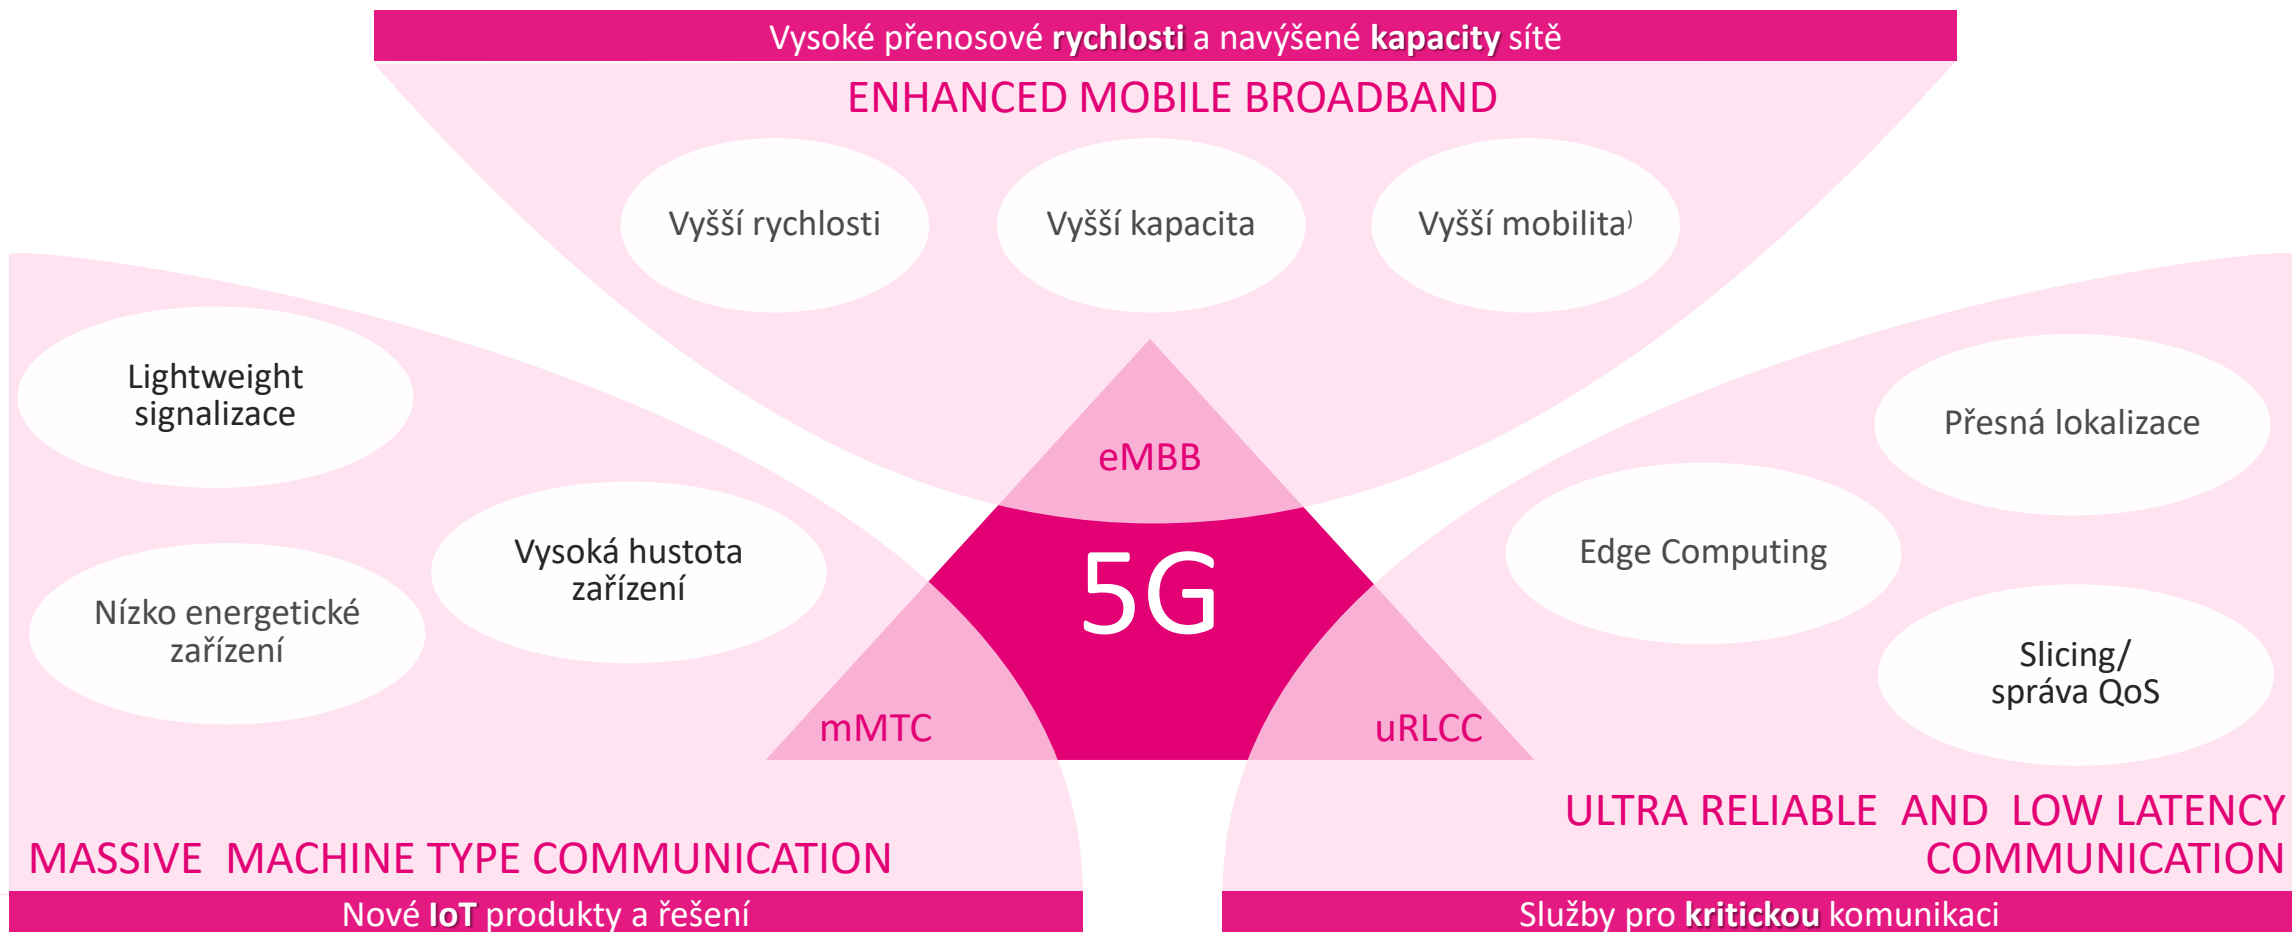 Vysoké přenosové rychlosti a navýšené kapacity sítě
ENHANCED MOBILE BROADBAND
Vyšší rychlosti
Vyšší kapacita
Vyšší mobilita)
Lightweight
signalizace
Vysoká hustota
zařízení
Nízko energetické
zařízení
MASSIVE MACHINE TYPE COMMUNICATION
Nové IoT produkty a řešení
eMBB
5G
mMTC
uRLCC
Přesná lokalizace
Edge Computing
Slicing/
správa QoS
ULTRA RELIABLE AND LOW LATENCY
COMMUNICATION
Služby pro kritickou komunikaci